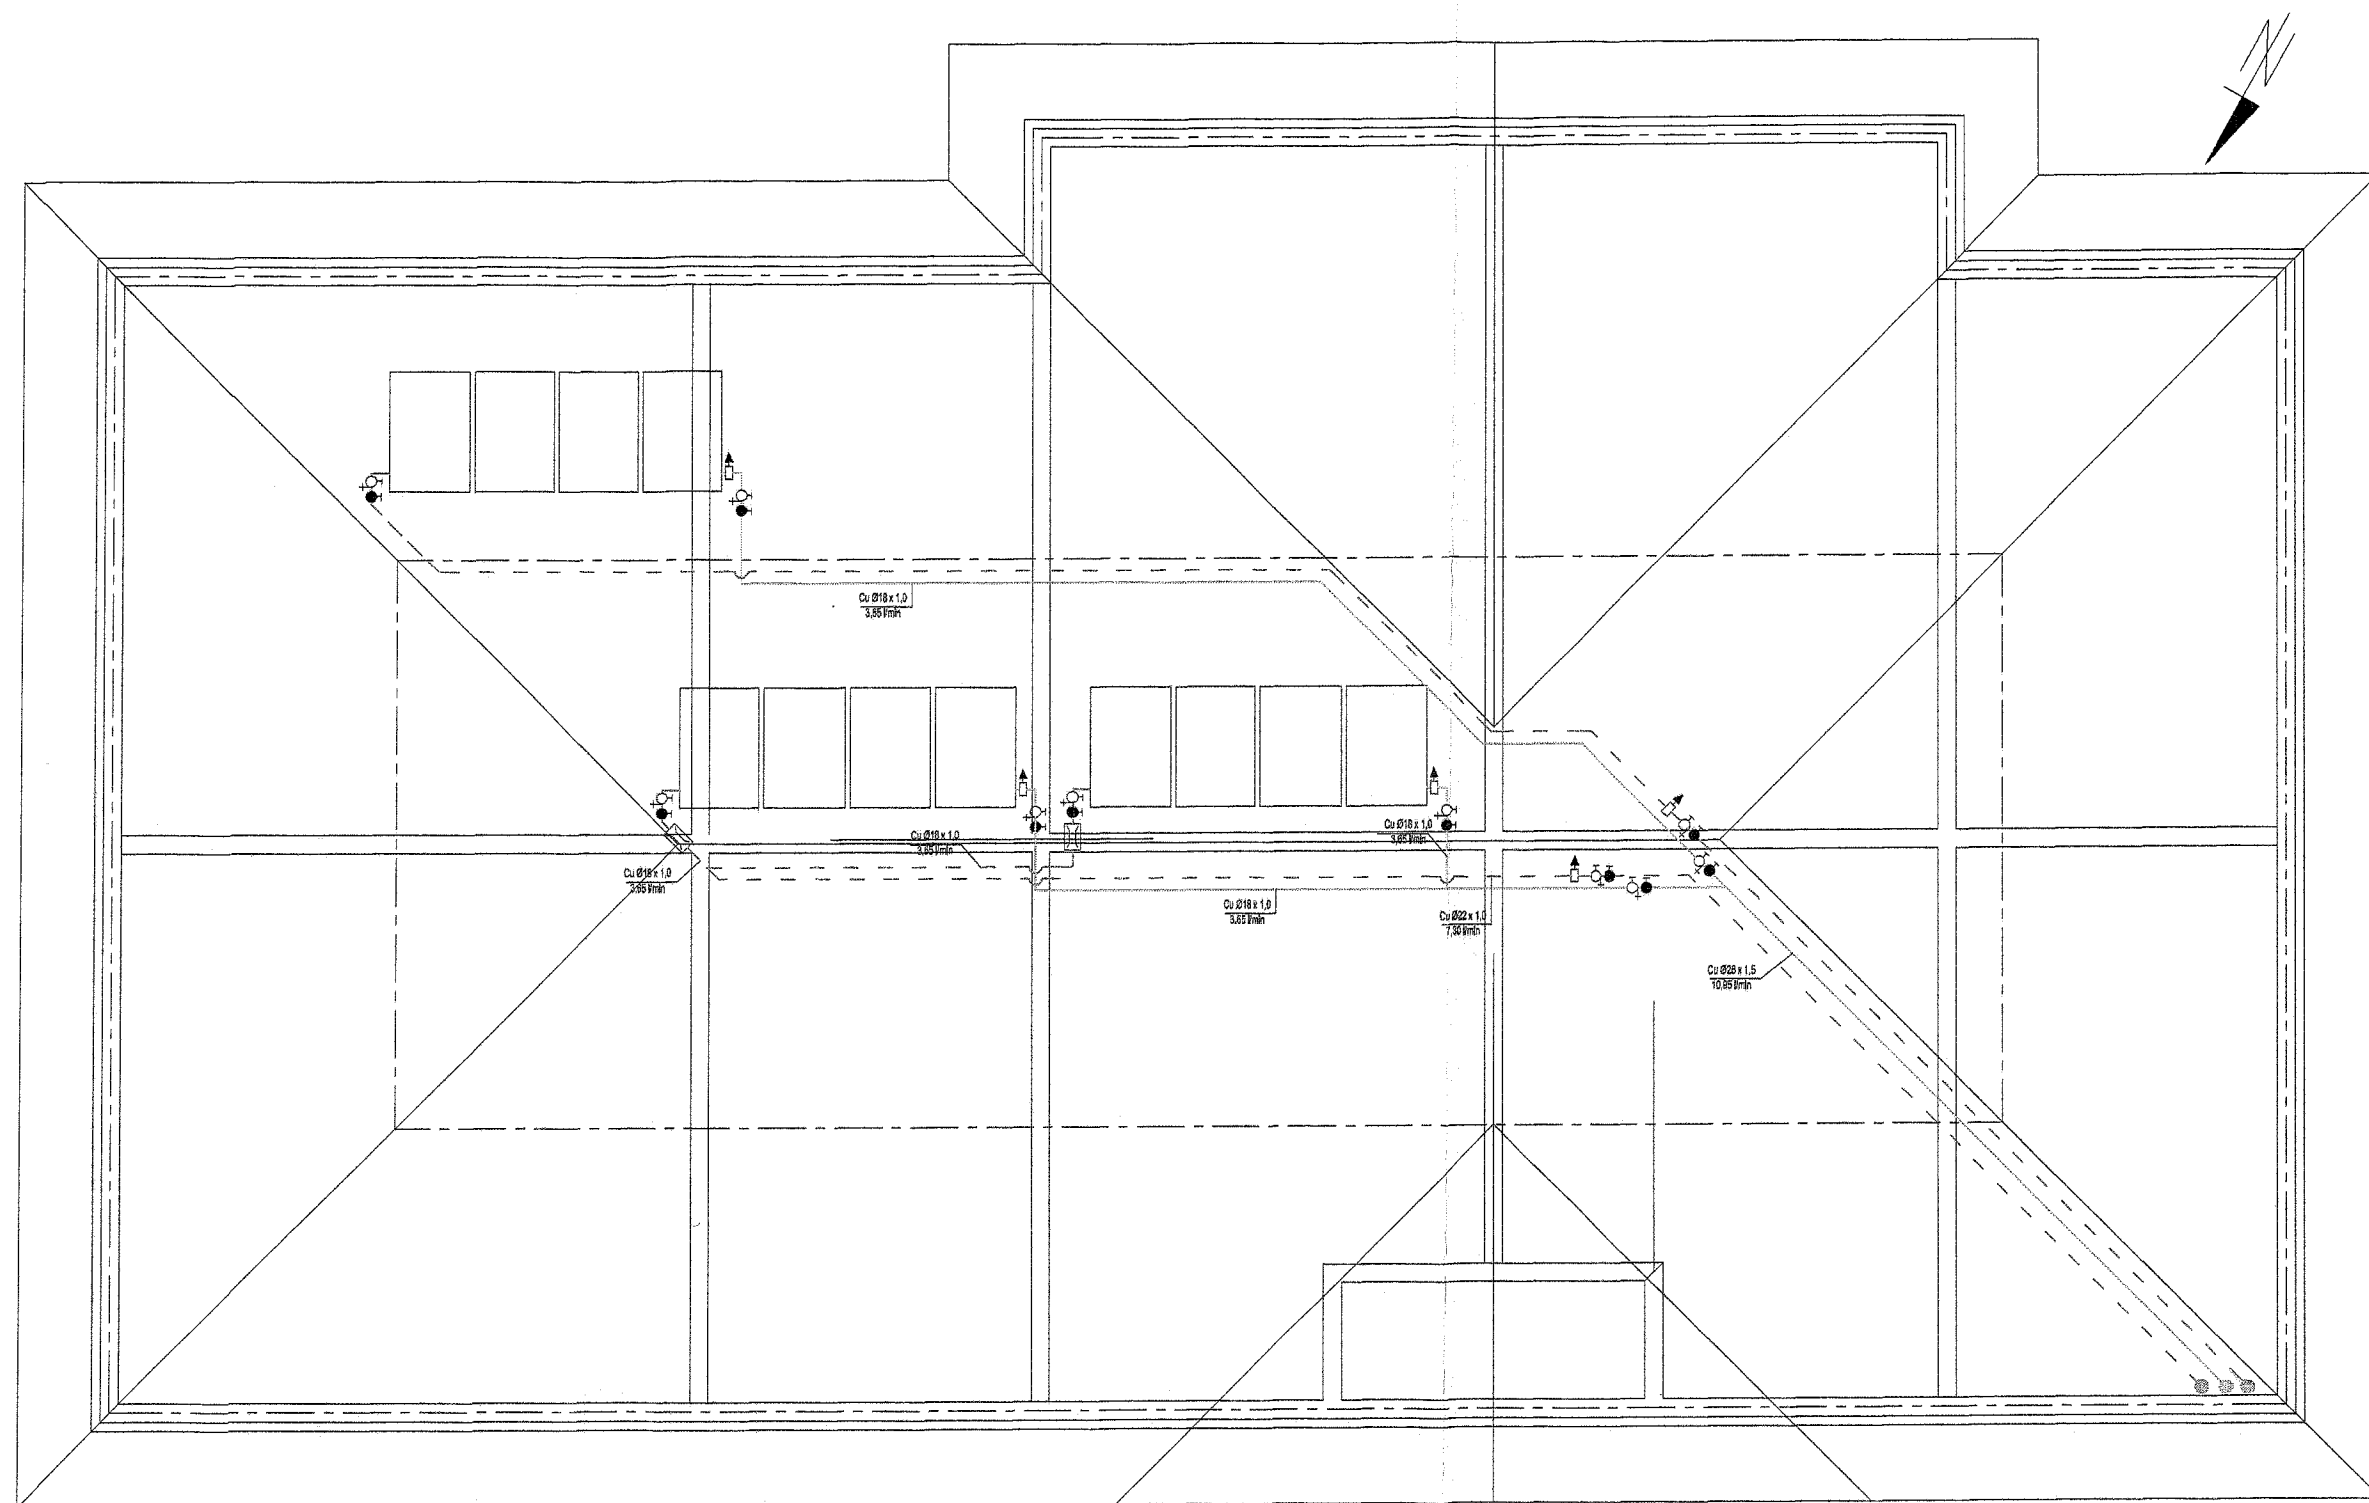 N
Cu Ø18 x 1,0
3,65 l/min
Cu Ø18 x 1,0
3,65 l/min
Cu Ø18 x 1,0
3,65 l/min
Cu Ø18 x 1,0
3,65 l/min
Cu Ø18 x 1,0
3,65 l/min
Cu Ø22 x 1,0
7,30 l/min
Cu Ø28 x 1,5
10,95 l/min